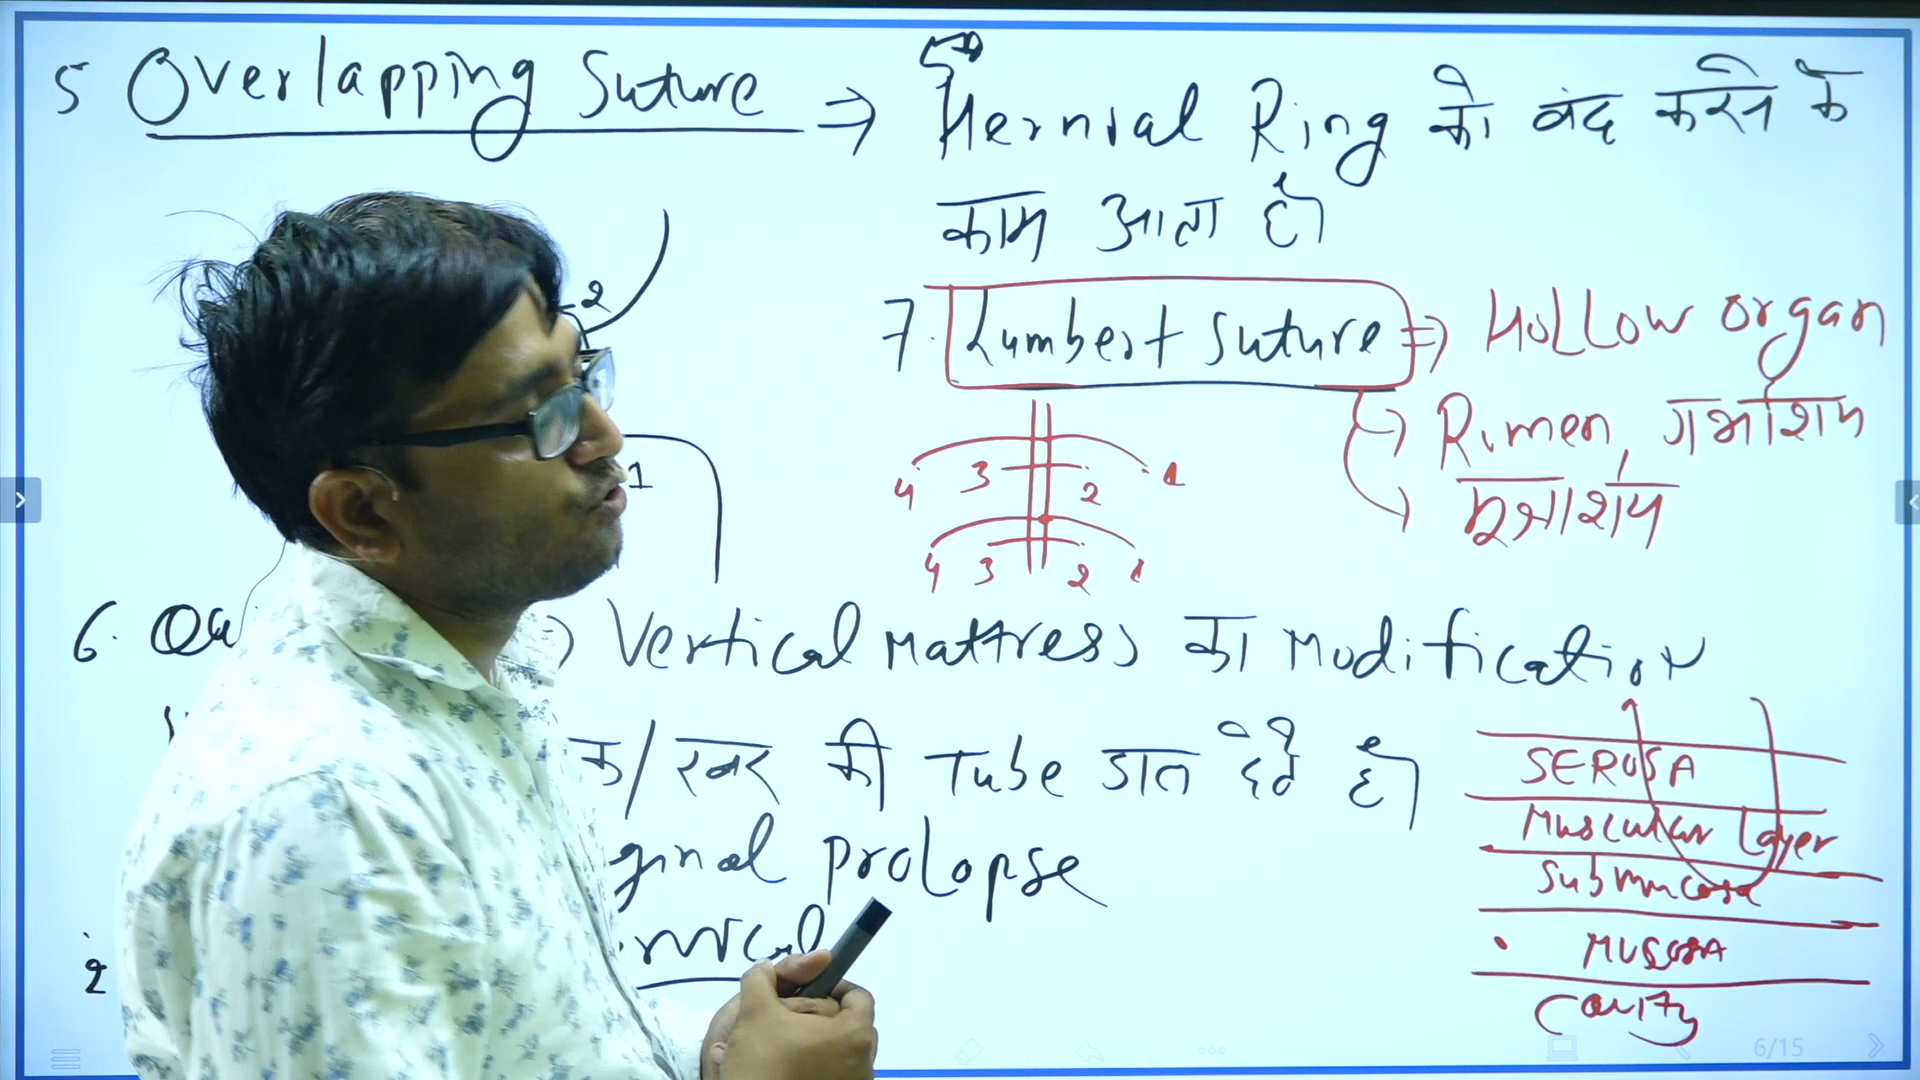 5 Overlapping Suture ⇒ Hernial Ring को बंद करने के
काम आता है।
2
1
7. Lumbert Suture ⇒ Hollow organ
→ Rumen, गर्भाशय
→ मूत्राशय
4 3 2 1
4 3 2 1
6. Vertical Mattress का Modification
रबर की Tube डाल देते है।
ginal prolapse
SEROSA
Muscular Layer
Submucosa
MUCOSA
Cavity
2
6/15